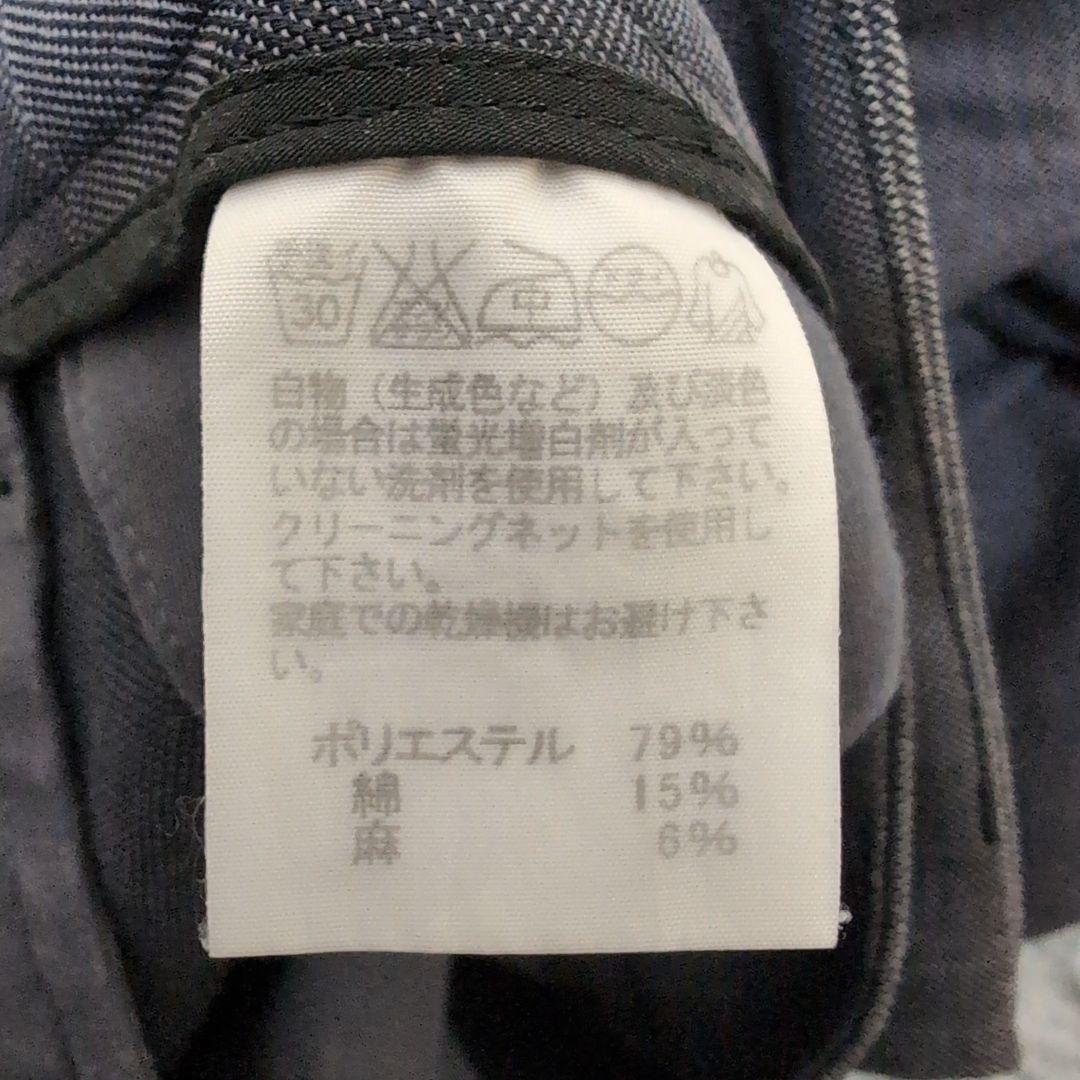 30
中
白物（生成色など）及び淡色
の場合は蛍光増白剤が入って
いない洗剤を使用して下さい。
クリーニングネットを使用し
て下さい。
家庭での乾燥機はお避け下さ
い。
ポリエステル 79%
綿 15%
麻 6%